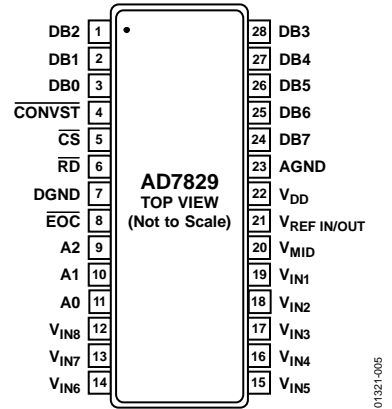 DB2 1
DB1 2
DB0 3
CONVST 4
CS 5
RD 6
DGND 7
EOC 8
A2 9
A1 10
A0 11
VIN8 12
VIN7 13
VIN6 14
AD7829
TOP VIEW
(Not to Scale)
28 DB3
27 DB4
26 DB5
25 DB6
24 DB7
23 AGND
22 VDD
21 VREF IN/OUT
20 VMID
19 VIN1
18 VIN2
17 VIN3
16 VIN4
15 VIN5
01321-005